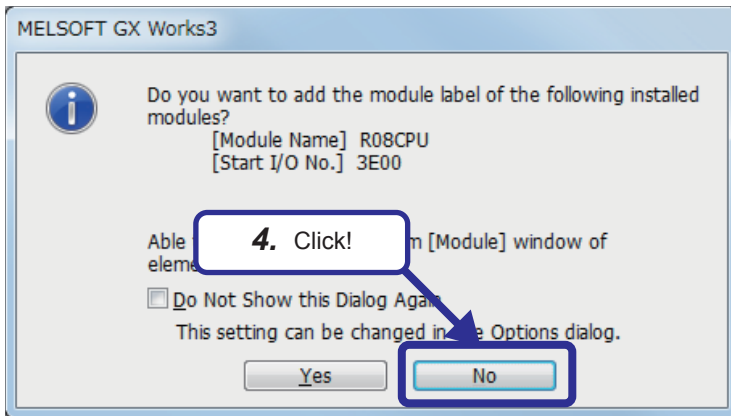 MELSOFT GX Works3
Do you want to add the module label of the following installed
modules?
[Module Name] R08CPU
[Start I/O No.] 3E00
Able
4. Click!
[Module] window of
Do Not Show this Dialog
This setting can be changed in Options dialog.
Yes
No